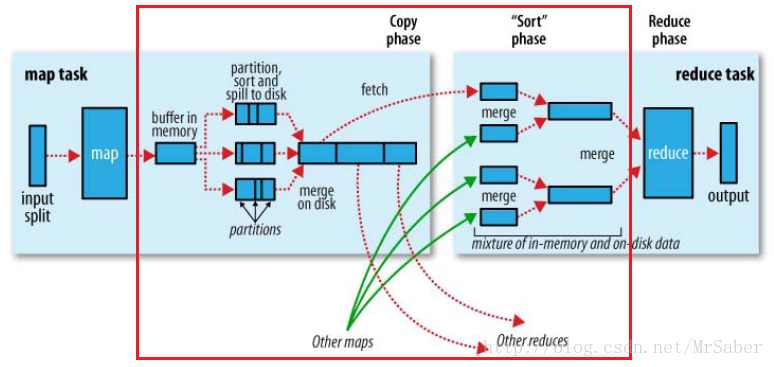 Copy
phase
“Sort”
phase
Reduce
phase
map task
partition,
sort and
spill to disk
fetch
reduce task
buffer in
memory
map
merge
merge
reduce
input
split
merge
on disk
merge
output
partitions
mixture of in-memory and on-disk data
Other maps
Other reduces
http://blog.csdn.net/MrSaber